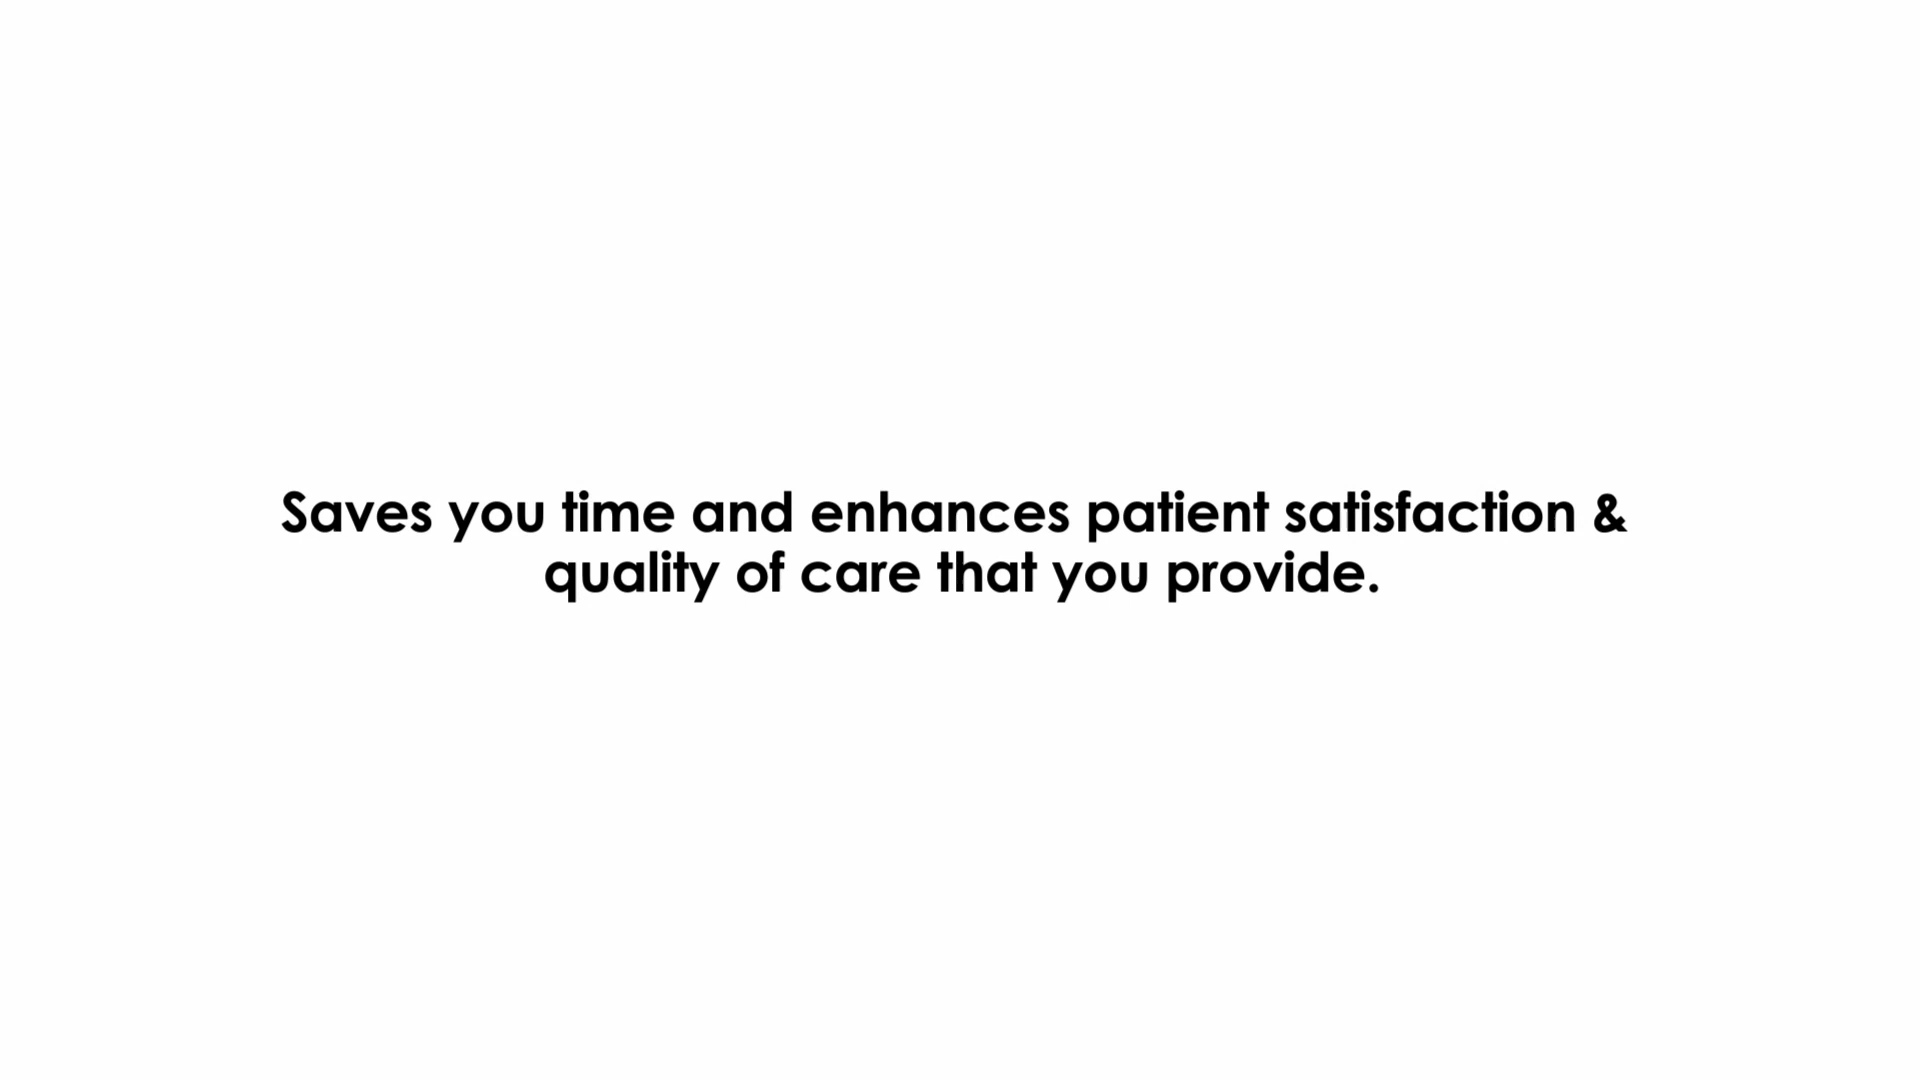 Saves you time and enhances patient satisfaction &
quality of care that you provide.